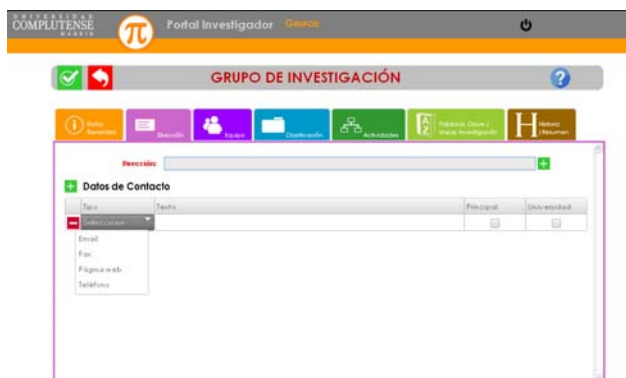 UNIVERSIDAD
COMPLUTENSE
MADRID
π
Portal Investigador Grupos
GRUPO DE INVESTIGACIÓN
?
i Datos Generales
Dirección
Equipo
Clasificación
Actividades
A Z Palabras Clave / Líneas Investigación
H Historia /Resumen
Dirección:
Datos de Contacto
Tipo Texto Principal Universidad
Seleccionar
Email
Fax
Página web
Teléfono